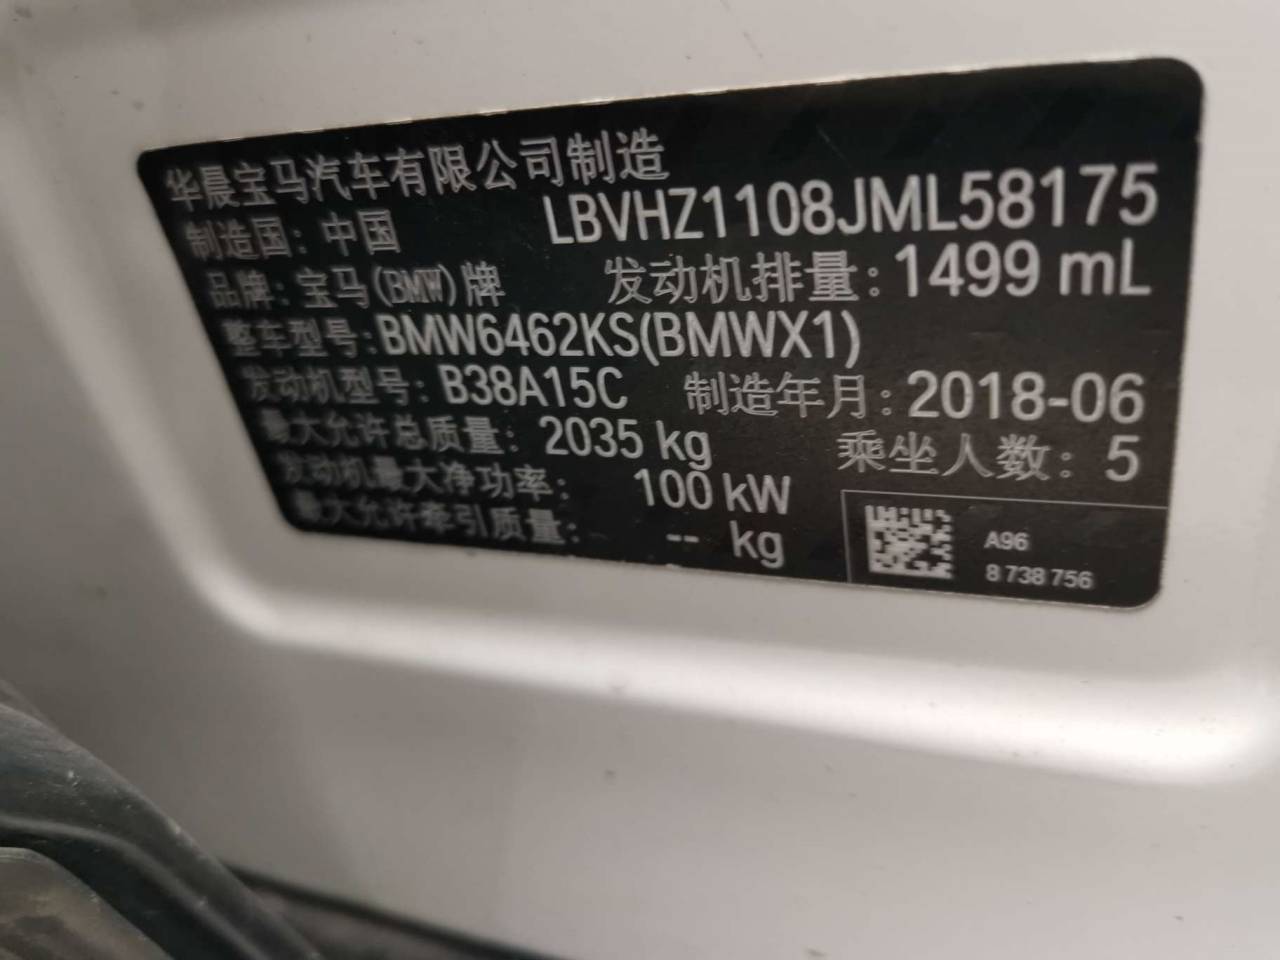 华晨宝马汽车有限公司制造
制造国：中国 LBVHZ1108JML58175
品牌：宝马(BMW)牌 发动机排量：1499 mL
整车型号：BMW6462KS(BMWX1)
发动机型号：B38A15C 制造年月：2018-06
最大允许总质量：2035 kg 乘坐人数：5
发动机最大净功率：100 kW
最大允许牵引质量：-- kg
A96
8 738 756